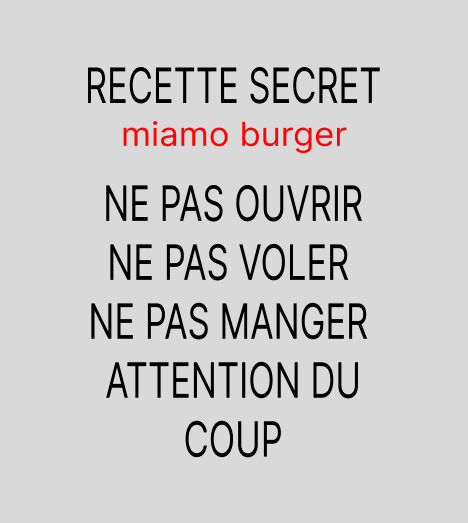 RECETTE SECRET
miamo burger
NE PAS OUVRIR
NE PAS VOLER
NE PAS MANGER
ATTENTION DU
COUP